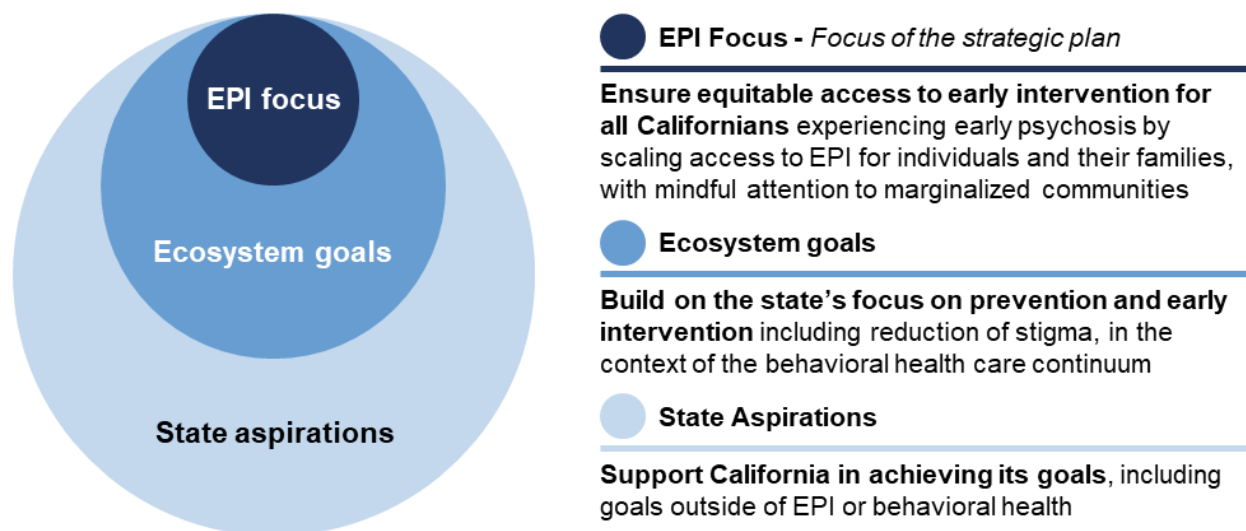 EPI focus
Ecosystem goals
State aspirations
EPI Focus - Focus of the strategic plan
Ensure equitable access to early intervention for
all Californians experiencing early psychosis by
scaling access to EPI for individuals and their families,
with mindful attention to marginalized communities
Ecosystem goals
Build on the state’s focus on prevention and early
intervention including reduction of stigma, in the
context of the behavioral health care continuum
State Aspirations
Support California in achieving its goals, including
goals outside of EPI or behavioral health